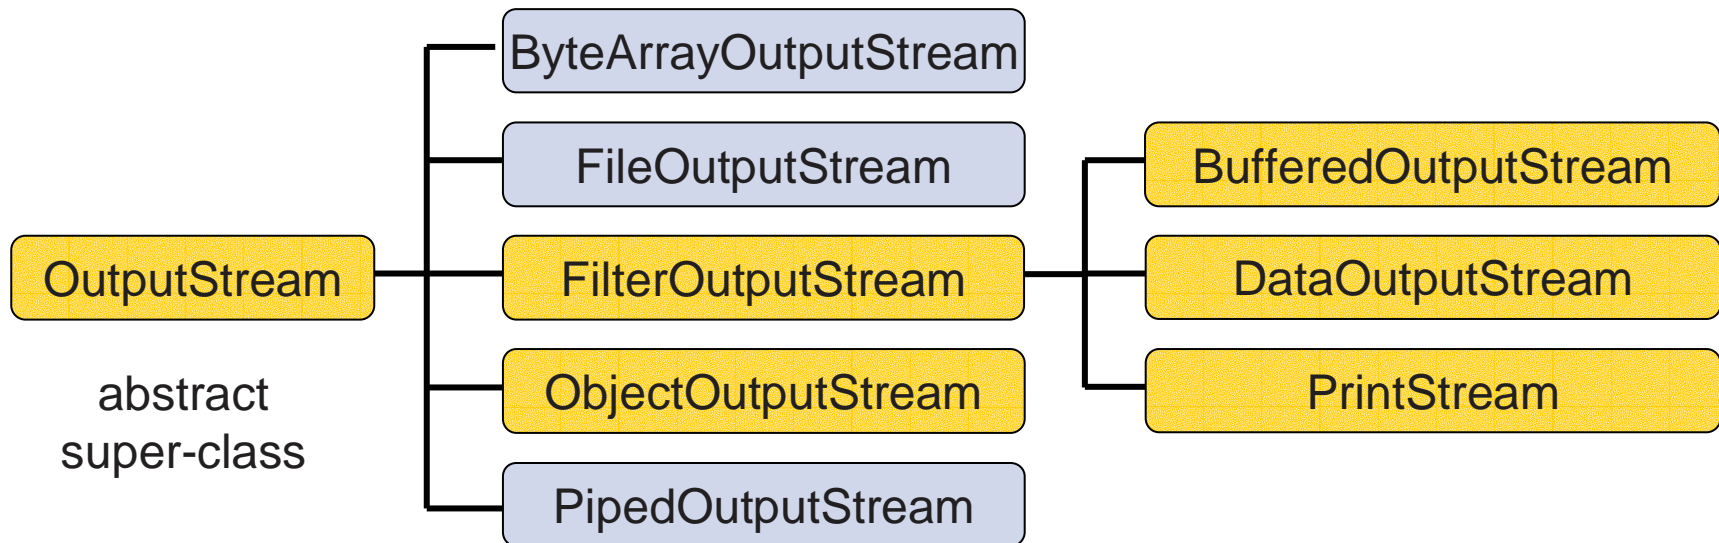 ByteArrayOutputStream
FileOutputStream
BufferedOutputStream
OutputStream
FilterOutputStream
DataOutputStream
abstract
super-class
ObjectOutputStream
PrintStream
PipedOutputStream